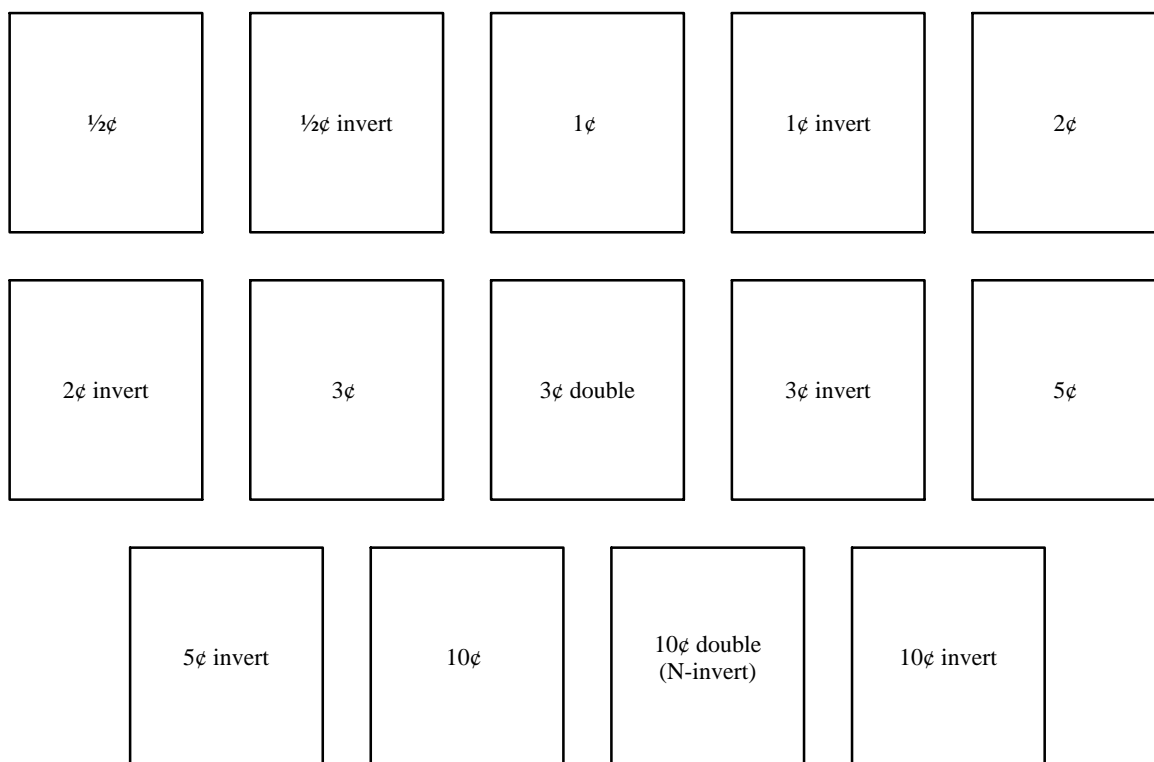 ½¢
½¢ invert
1¢
1¢ invert
2¢
2¢ invert
3¢
3¢ double
3¢ invert
5¢
5¢ invert
10¢
10¢ double
(N-invert)
10¢ invert